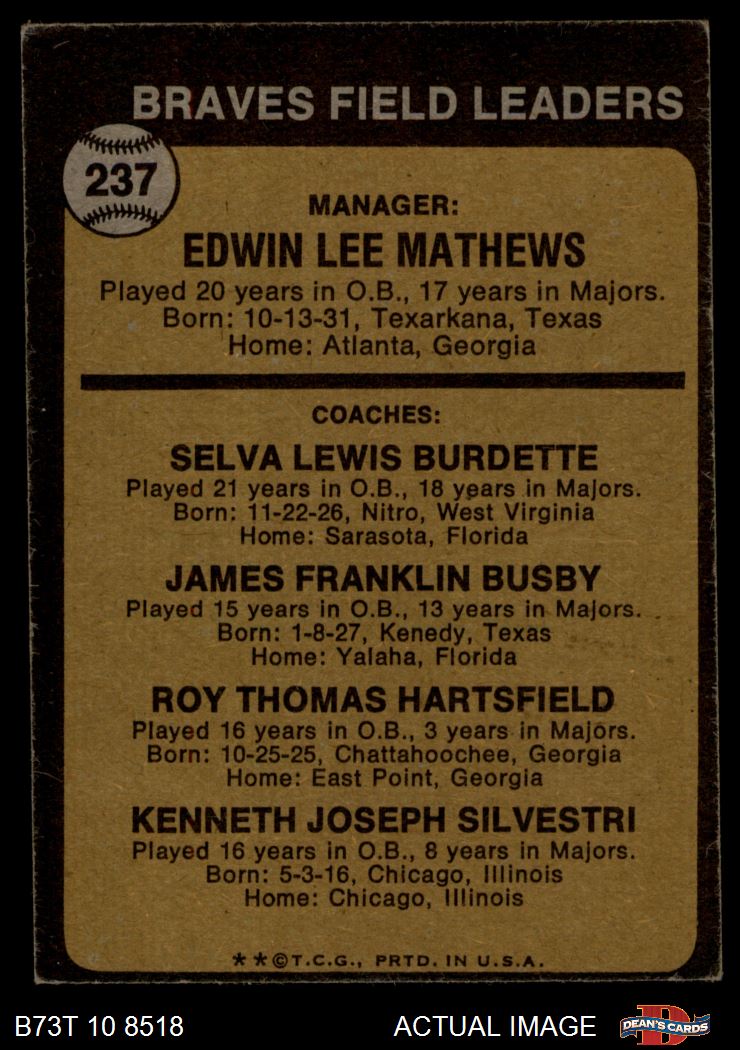 BRAVES FIELD LEADERS
237
MANAGER:
EDWIN LEE MATHEWS
Played 20 years in O.B., 17 years in Majors.
Born: 10-13-31, Texarkana, Texas
Home: Atlanta, Georgia
COACHES:
SELVA LEWIS BURDETTE
Played 21 years in O.B., 18 years in Majors.
Born: 11-22-26, Nitro, West Virginia
Home: Sarasota, Florida
JAMES FRANKLIN BUSBY
Played 15 years in O.B., 13 years in Majors.
Born: 1-8-27, Kenedy, Texas
Home: Yalaha, Florida
ROY THOMAS HARTSFIELD
Played 16 years in O.B., 3 years in Majors.
Born: 10-25-25, Chattahoochee, Georgia
Home: East Point, Georgia
KENNETH JOSEPH SILVESTRI
Played 16 years in O.B., 8 years in Majors.
Born: 5-3-16, Chicago, Illinois
Home: Chicago, Illinois
**©T.C.G., PRTD. IN U.S.A.
B73T 10 8518
ACTUAL IMAGE
D
DEAN'S CARDS